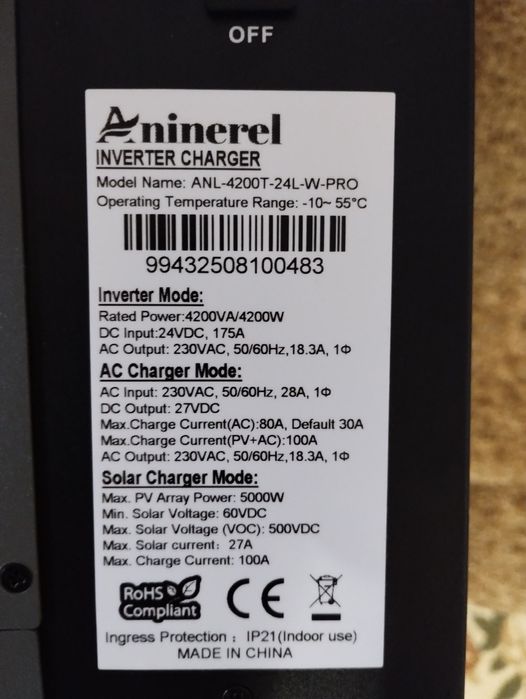 OFF
Aninerel
INVERTER CHARGER
Model Name: ANL-4200T-24L-W-PRO
Operating Temperature Range: -10~ 55°C
99432508100483
Inverter Mode:
Rated Power:4200VA/4200W
DC Input:24VDC, 175A
AC Output: 230VAC, 50/60Hz,18.3A, 1Φ
AC Charger Mode:
AC Input: 230VAC, 50/60Hz, 28A, 1Φ
DC Output: 27VDC
Max.Charge Current(AC):80A, Default 30A
Max.Charge Current(PV+AC):100A
AC Output: 230VAC, 50/60Hz,18.3A, 1Φ
Solar Charger Mode:
Max. PV Array Power: 5000W
Min. Solar Voltage: 60VDC
Max. Solar Voltage (VOC): 500VDC
Max. Solar current: 27A
Max. Charge Current: 100A
RoHS
Compliant
CE
Ingress Protection : IP21(Indoor use)
MADE IN CHINA